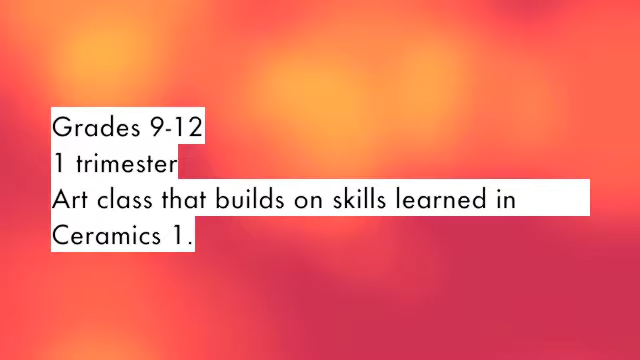 Grades 9-12
1 trimester
Art class that builds on skills learned in
Ceramics 1.